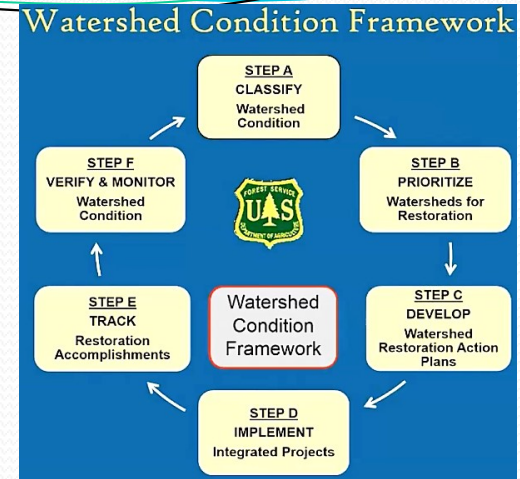 Watershed Condition Framework
STEP A
CLASSIFY
Watershed
Condition
STEP B
PRIORITIZE
Watersheds for
Restoration
STEP C
DEVELOP
Watershed
Restoration Action
Plans
STEP D
IMPLEMENT
Integrated Projects
STEP E
TRACK
Restoration
Accomplishments
STEP F
VERIFY & MONITOR
Watershed
Condition
FOREST SERVICE
U S
DEPARTMENT OF AGRICULTURE
Watershed
Condition
Framework